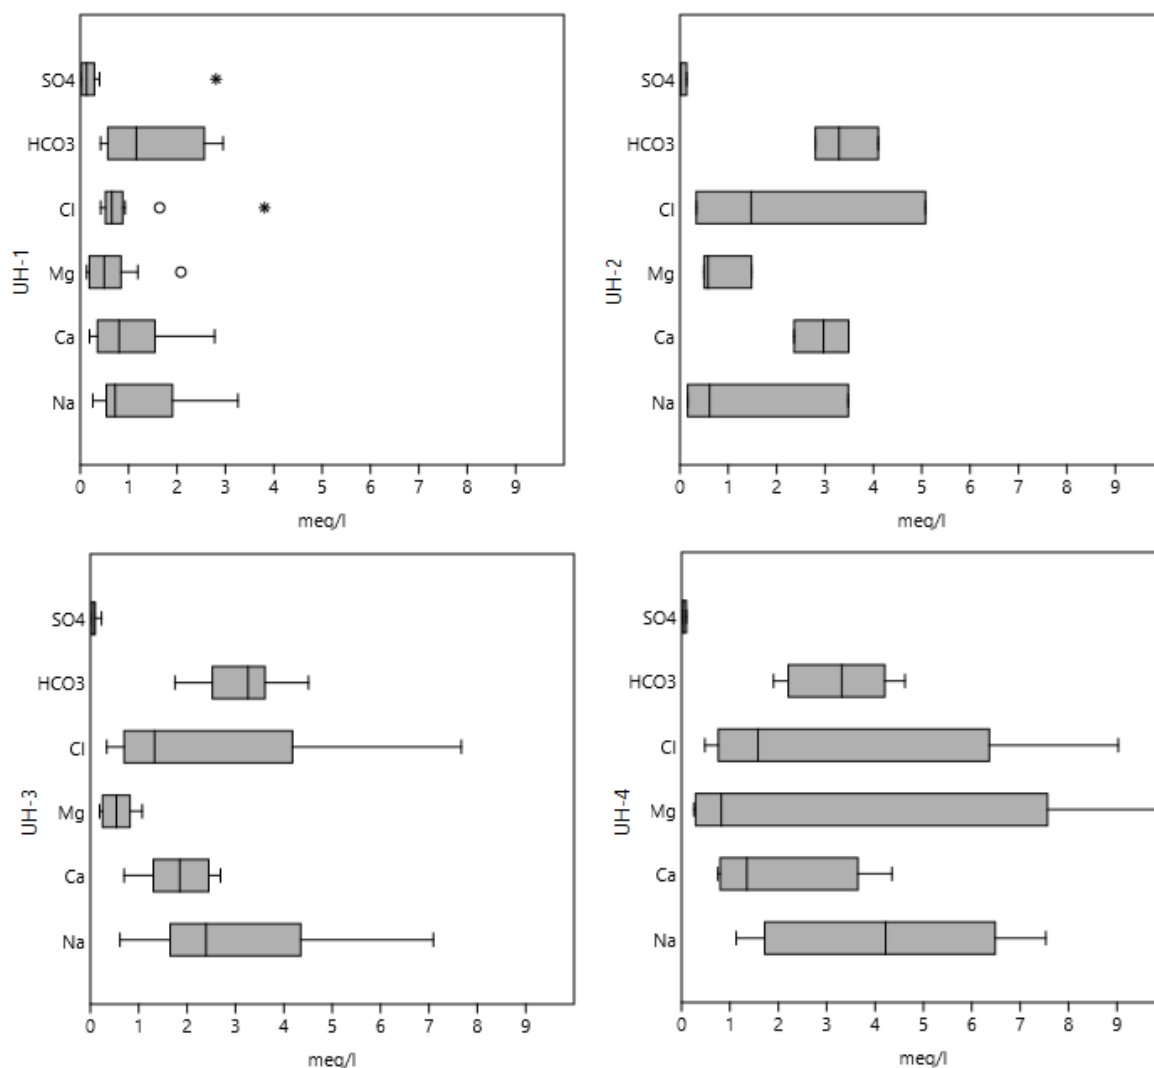 SO4
HCO3
Cl
Mg
Ca
Na
UH-1
0 1 2 3 4 5 6 7 8 9
meq/l
SO4
HCO3
Cl
Mg
Ca
Na
UH-2
0 1 2 3 4 5 6 7 8 9
meq/l
SO4
HCO3
Cl
Mg
Ca
Na
UH-3
0 1 2 3 4 5 6 7 8 9
meq/l
SO4
HCO3
Cl
Mg
Ca
Na
UH-4
0 1 2 3 4 5 6 7 8 9
meq/l